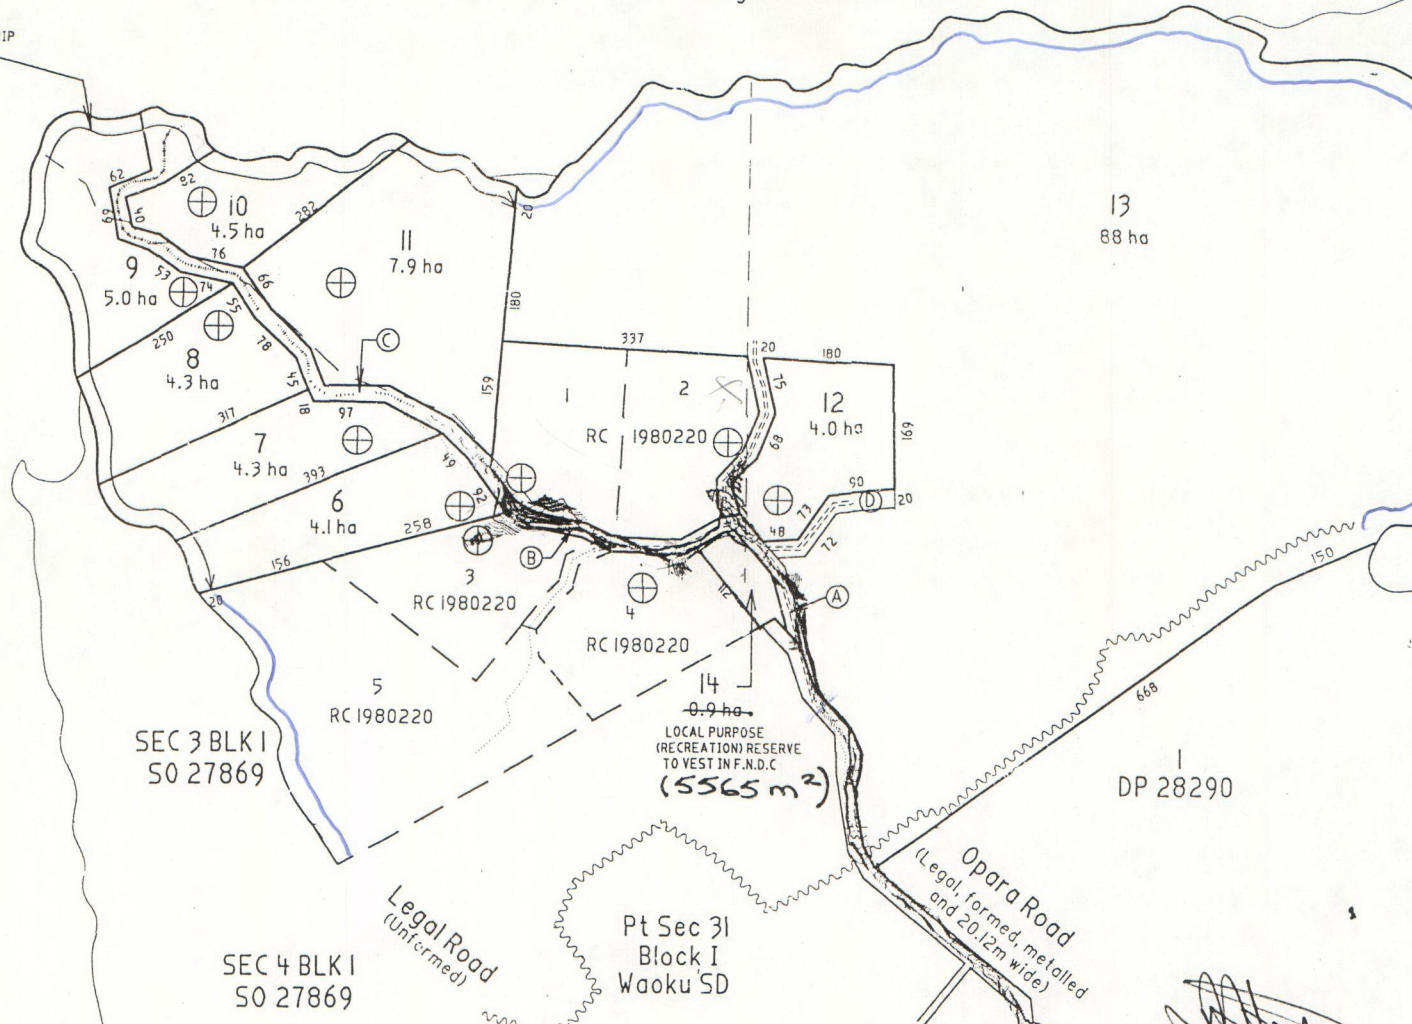 IP
10
4.5 ha
92
62
69
40
282
11
7.9 ha
20
13
88 ha
9
5.0 ha
76
53
74
66
55
250
8
4.3 ha
78
45
18
C
180
159
337
20
180
1
2
75
12
4.0 ha
169
RC 1980220
68
317
97
7
4.3 ha
393
49
92
6
4.1 ha
258
90
D
20
73
48
72
156
B
3
RC 1980220
20
4
RC 1980220
112
1
A
150
668
5
RC 1980220
14
0.9 ha.
LOCAL PURPOSE
(RECREATION) RESERVE
TO VEST IN F.N.D.C
(5565 m²)
SEC 3 BLK I
SO 27869
1
DP 28290
Opara Road
(Legal, formed, metalled
and 20.12m wide)
Legal Road
(Unformed)
Pt Sec 31
Block I
Waoku SD
SEC 4 BLK I
SO 27869